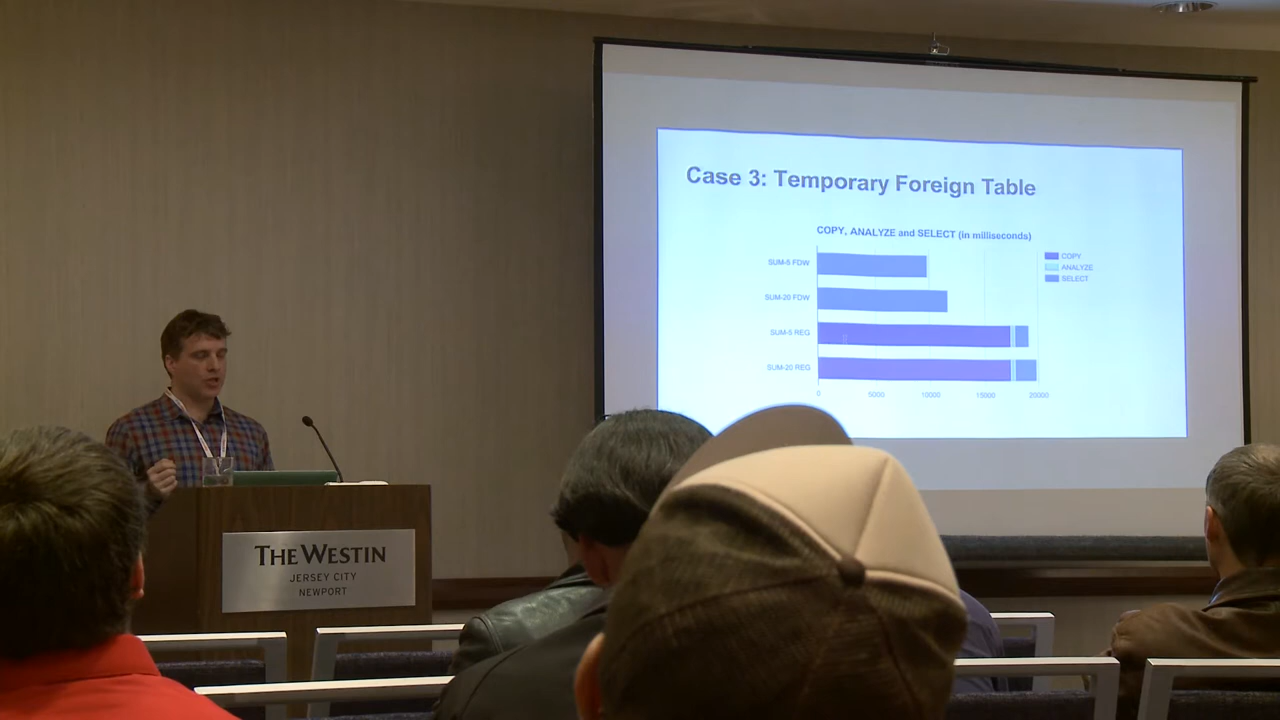 Case 3: Temporary Foreign Table
COPY, ANALYZE and SELECT (in milliseconds)
SUM-5 FDW
SUM-20 FDW
SUM-5 REG
SUM-20 REG
0 5000 10000 15000 20000
COPY
ANALYZE
SELECT
THE WESTIN
JERSEY CITY
NEWPORT